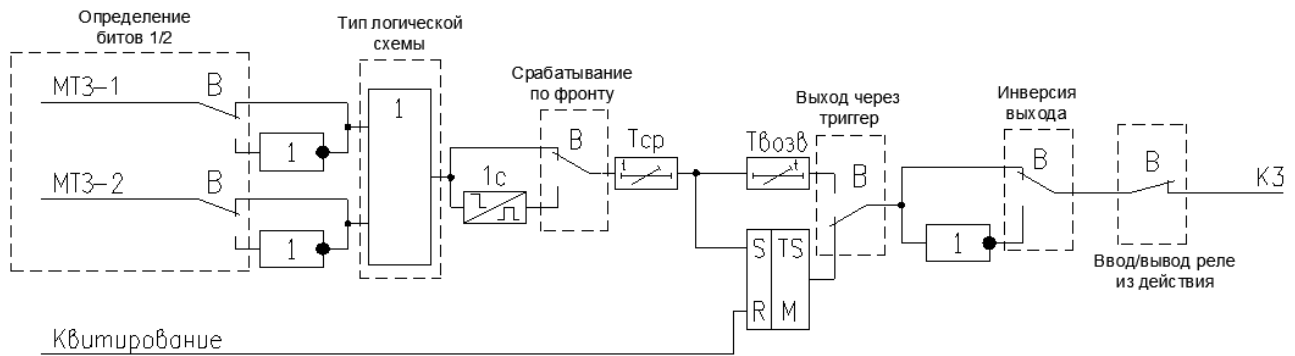 Определение
битов 1/2
Тип логической
схемы
МТЗ-1
В
1
МТЗ-2
В
1
1
1с
Срабатывание
по фронту
В
Тср
t
Твозв
t
Выход через
триггер
В
S
TS
R
M
Инверсия
выхода
В
1
В
КЗ
Ввод/вывод реле
из действия
Квитирование